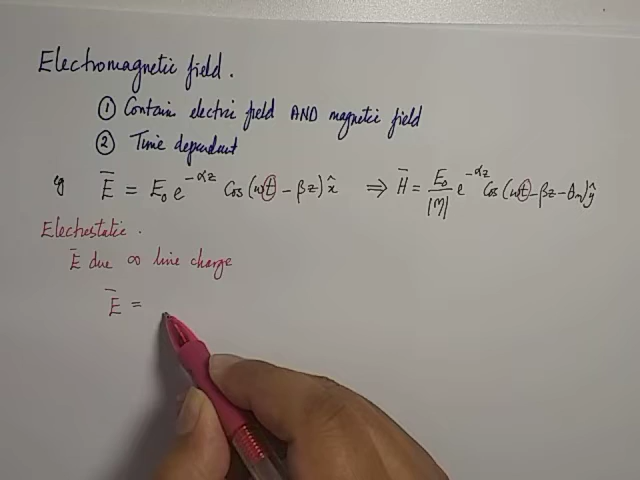 Electromagnetic field.
① Contain electric field AND magnetic field
② Time dependent
eg Ē = E₀ e^{-αz} Cos (ωt - βz) x̂ ⇒ H̄ = E₀/|η| e^{-αz} Cos (ωt - βz - θₙ) ŷ
Electrostatic.
Ē due ∞ line charge
Ē =